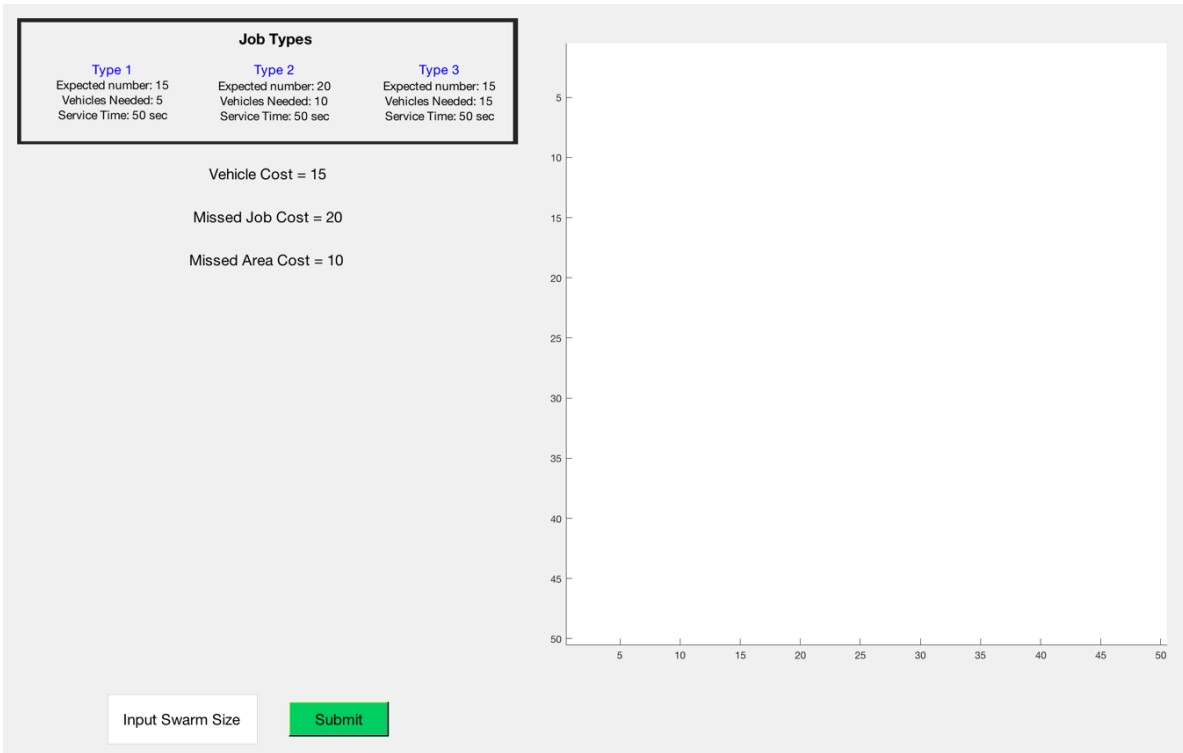 Job Types
Type 1
Expected number: 15
Vehicles Needed: 5
Service Time: 50 sec
Type 2
Expected number: 20
Vehicles Needed: 10
Service Time: 50 sec
Type 3
Expected number: 15
Vehicles Needed: 15
Service Time: 50 sec
Vehicle Cost = 15
Missed Job Cost = 20
Missed Area Cost = 10
Input Swarm Size
Submit
5
10
15
20
25
30
35
40
45
50
5 10 15 20 25 30 35 40 45 50